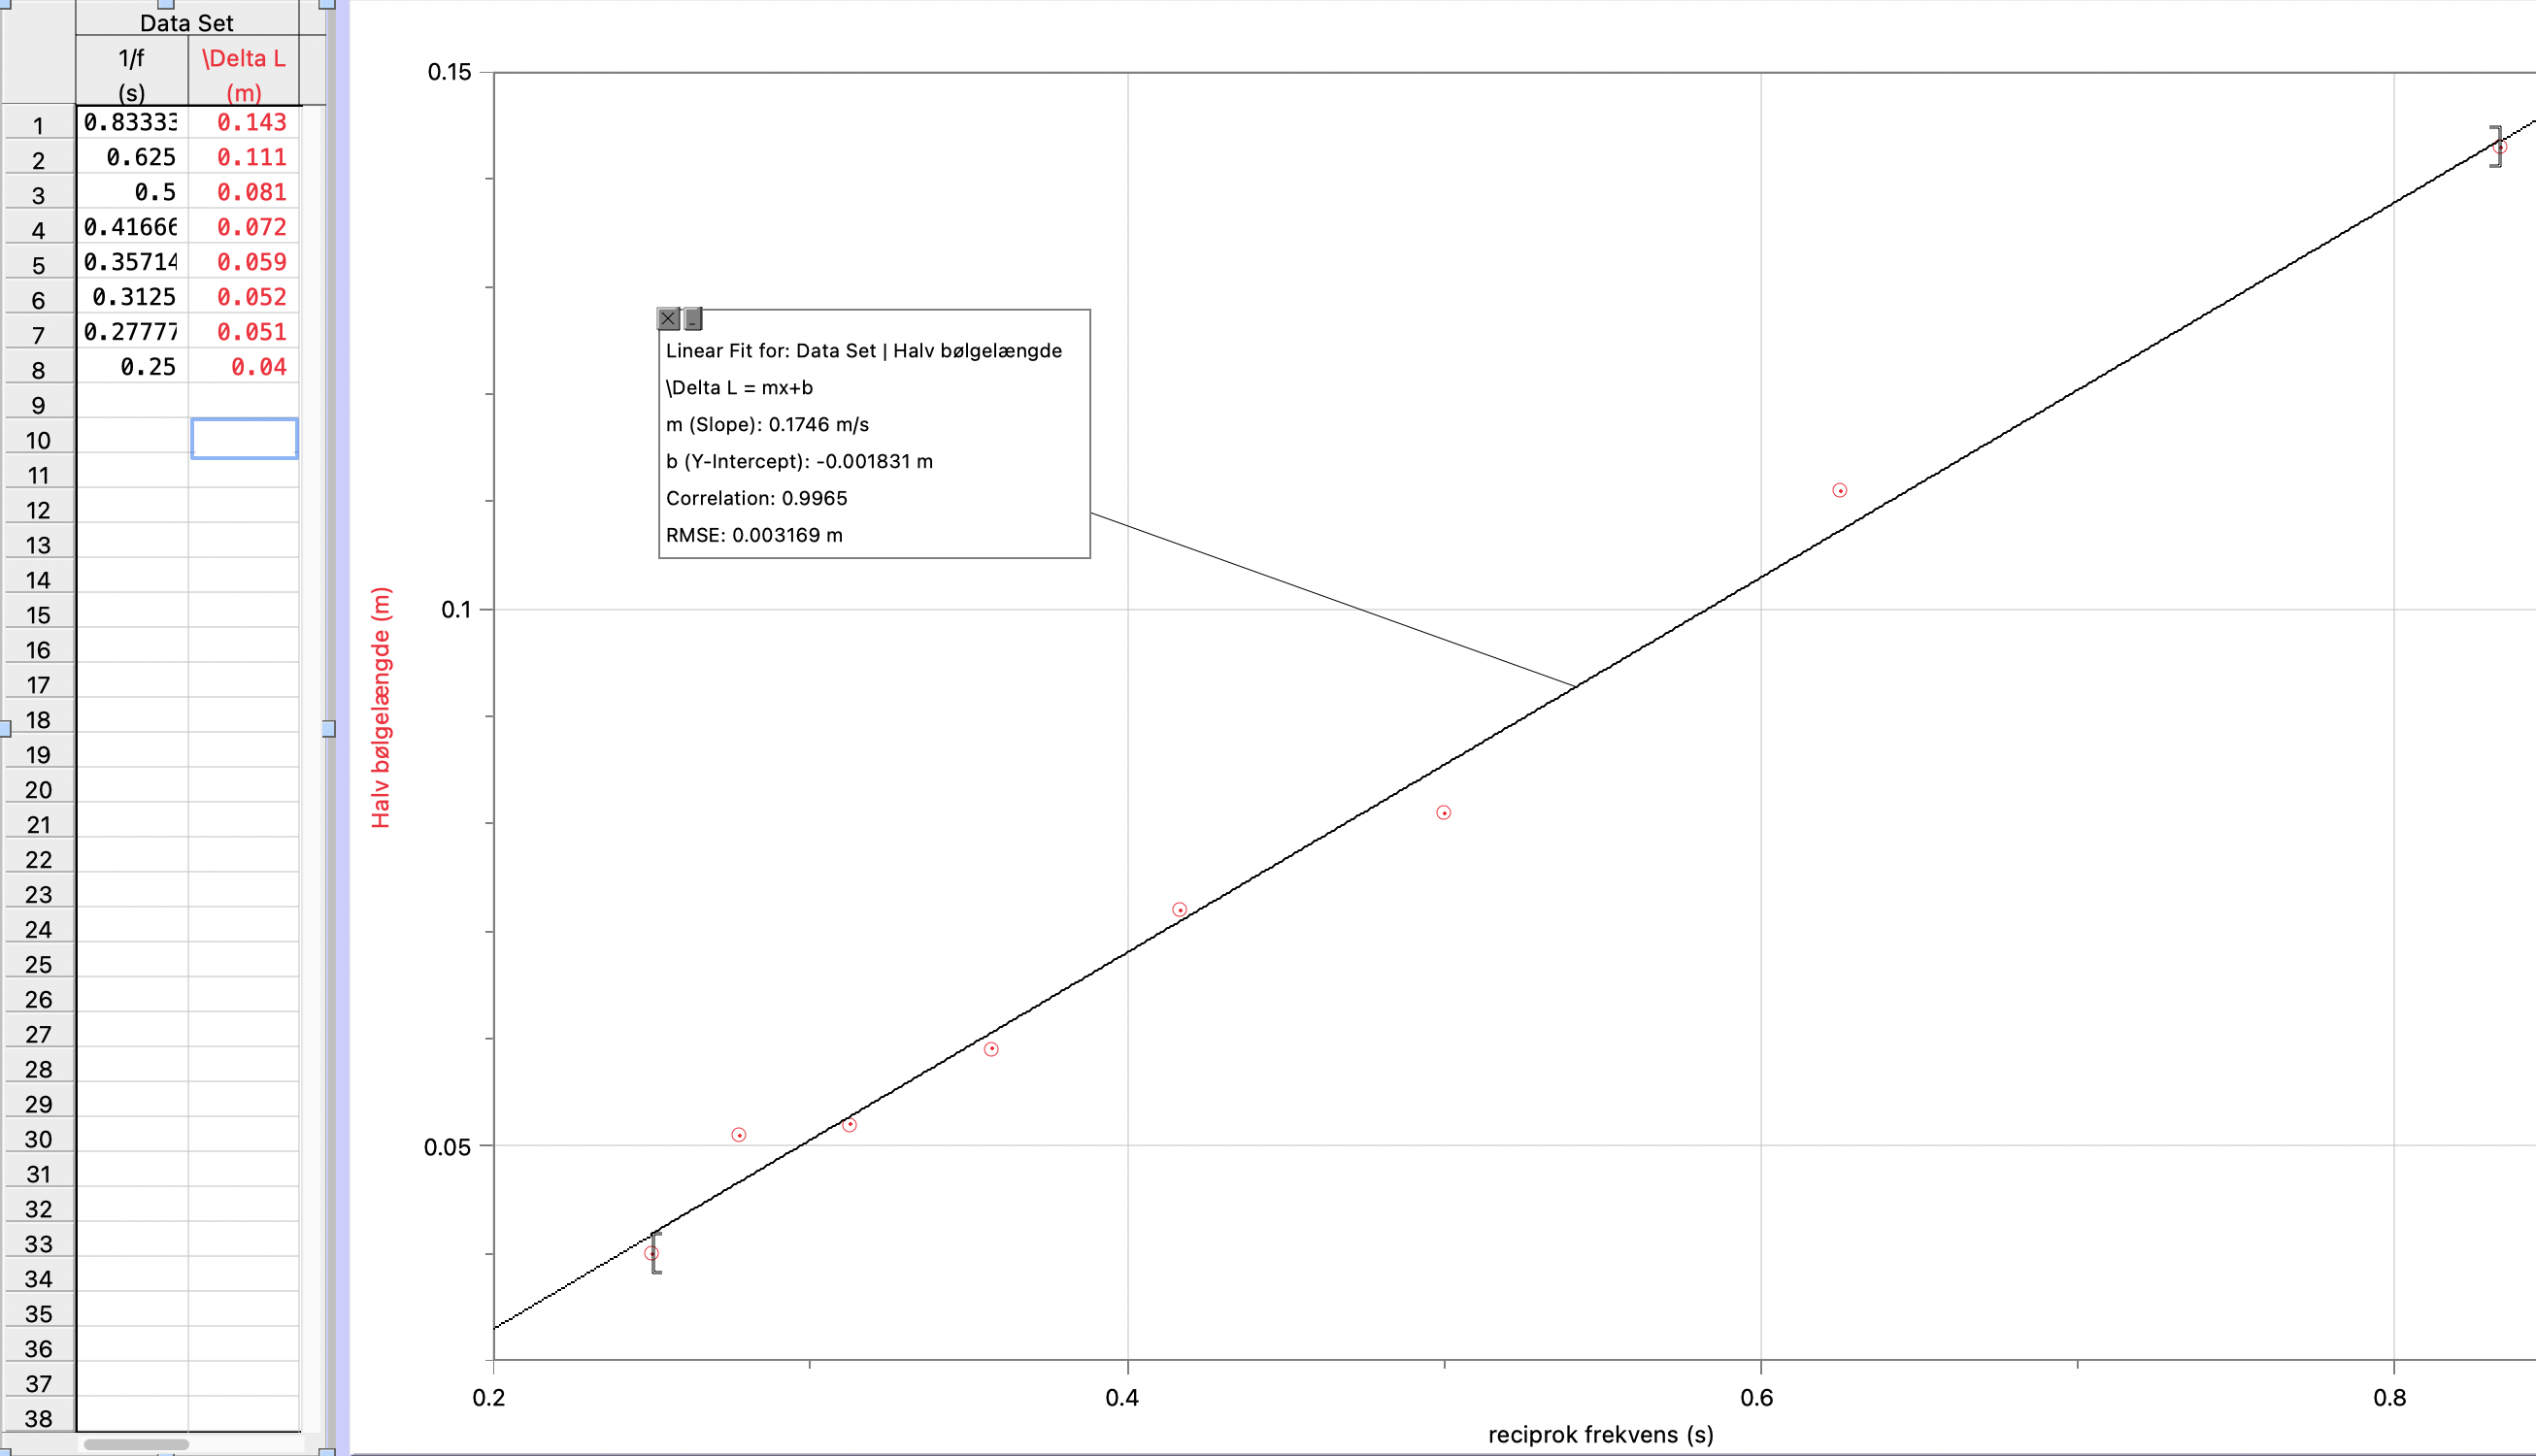 Data Set
1/f \Delta L
(s) (m)
1 0.83333 0.143
2 0.625 0.111
3 0.5 0.081
4 0.41666 0.072
5 0.35714 0.059
6 0.3125 0.052
7 0.27777 0.051
8 0.25 0.04
9
10
11
12
13
14
15
16
17
18
19
20
21
22
23
24
25
26
27
28
29
30
31
32
33
34
35
36
37
38
0.15
0.1
0.05
Halv bølgelængde (m)
Linear Fit for: Data Set | Halv bølgelængde
\Delta L = mx+b
m (Slope): 0.1746 m/s
b (Y-Intercept): -0.001831 m
Correlation: 0.9965
RMSE: 0.003169 m
0.2 0.4 0.6 0.8
reciprok frekvens (s)